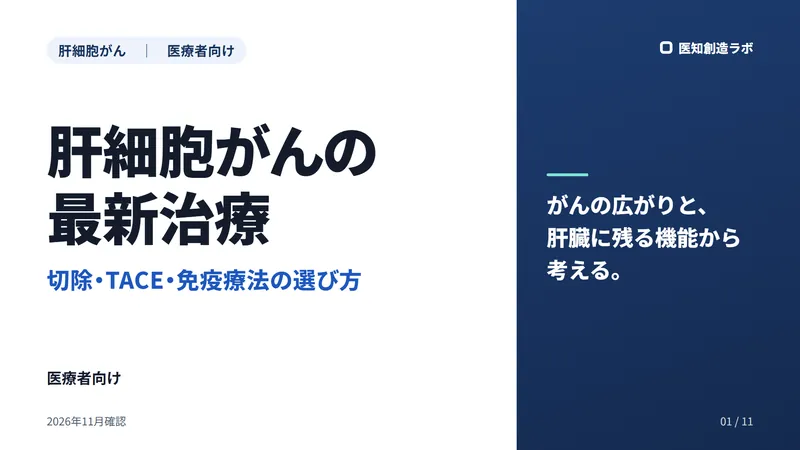 肝細胞がん ｜ 医療者向け
医知創造ラボ
肝細胞がんの
最新治療
切除・TACE・免疫療法の選び方
がんの広がりと、
肝臓に残る機能から
考える。
医療者向け
2026年11月確認
01 / 11